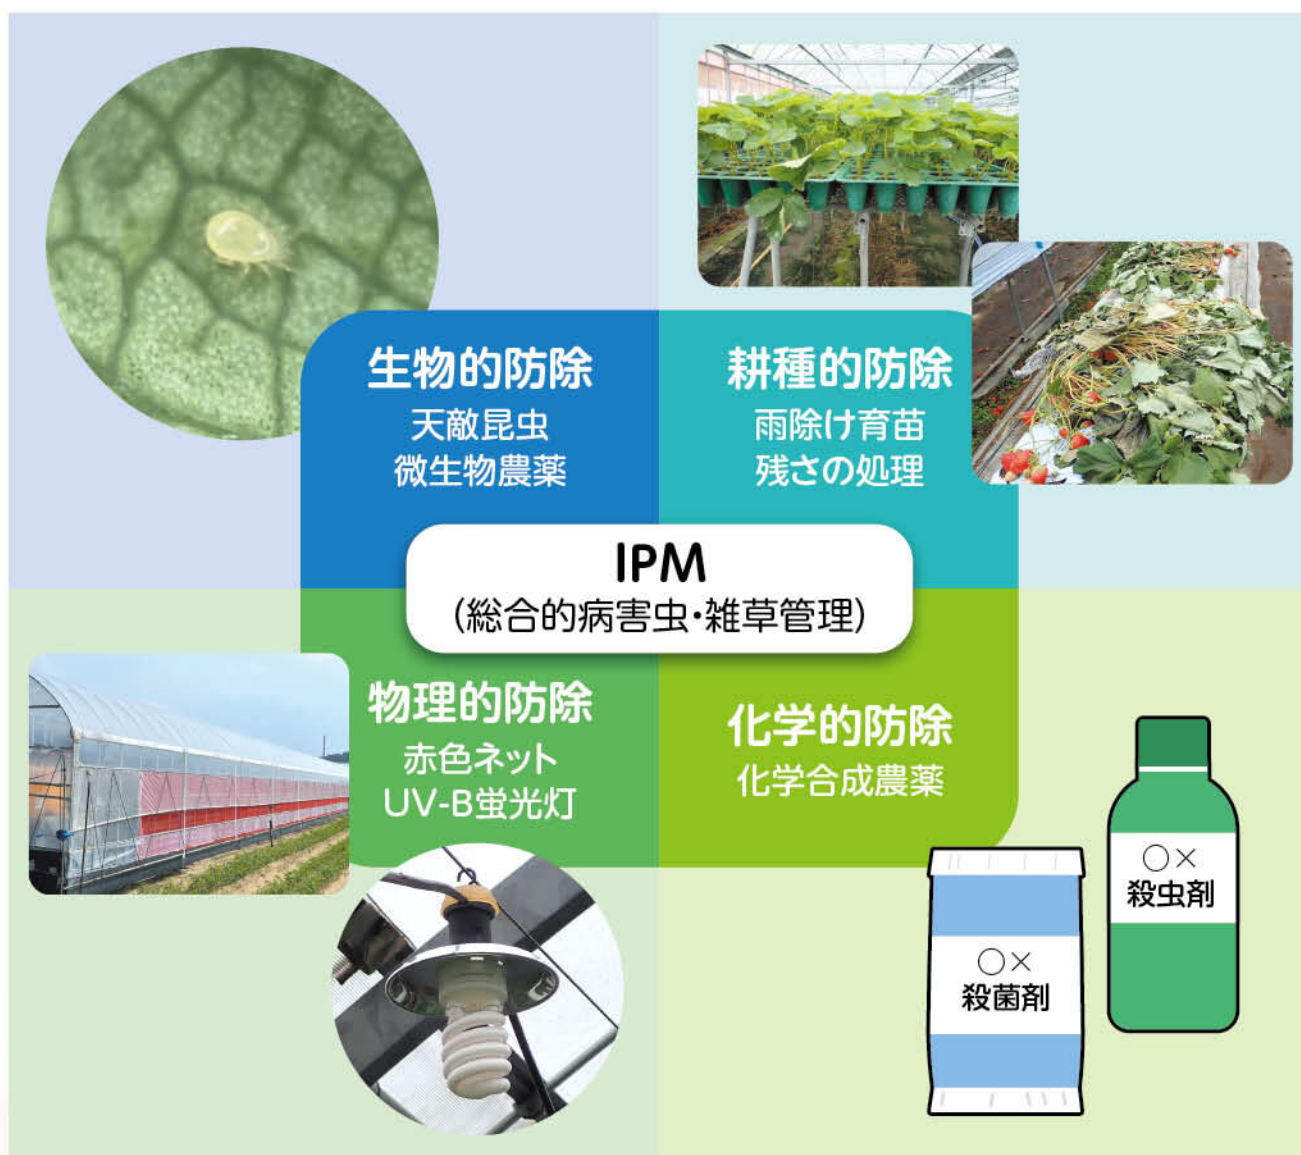 生物的防除
天敵昆虫
微生物農薬
耕種的防除
雨除け育苗
残さの処理
IPM
(総合的病害虫・雑草管理)
物理的防除
赤色ネット
UV-B蛍光灯
化学的防除
化学合成農薬
○×
殺虫剤
○×
殺菌剤